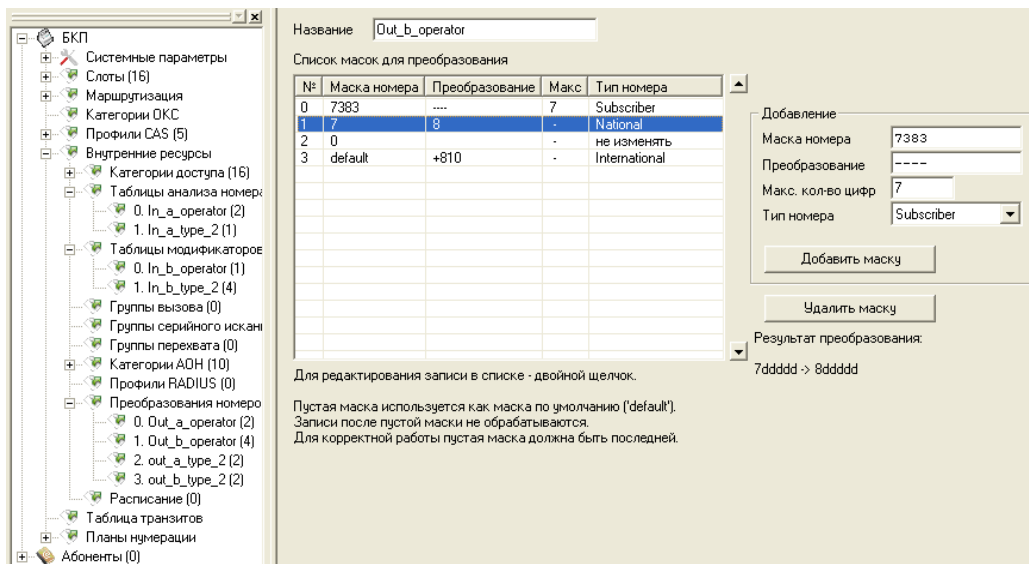 БКП
Системные параметры
Слоты (16)
Маршрутизация
Категории ОКС
Профили CAS (5)
Внутренние ресурсы
Категории доступа (16)
Таблицы анализа номера
0. In_a_operator (2)
1. In_a_type_2 (1)
Таблицы модификаторов
0. In_b_operator (1)
1. In_b_type_2 (4)
Группы вызова (0)
Группы серийного искани
Группы перехвата (0)
Категории АОН (10)
Профили RADIUS (0)
Преобразования номеро
0. Out_a_operator (2)
1. Out_b_operator (4)
2. out_a_type_2 (2)
3. out_b_type_2 (2)
Расписание (0)
Таблица транзитов
Планы нумерации
Абоненты (0)
Название Out_b_operator
Список масок для преобразования
№ Маска номера Преобразование Макс Тип номера
0 7383 ---- 7 Subscriber
1 7 8 - National
2 0 - не изменять
3 default +810 - International
Для редактирования записи в списке - двойной щелчок.
Пустая маска используется как маска по умолчанию ('default').
Записи после пустой маски не обрабатываются.
Для корректной работы пустая маска должна быть последней.
Добавление
Маска номера 7383
Преобразование ----
Макс. кол-во цифр 7
Тип номера Subscriber
Добавить маску
Удалить маску
Результат преобразования:
7ddddd -> 8ddddd